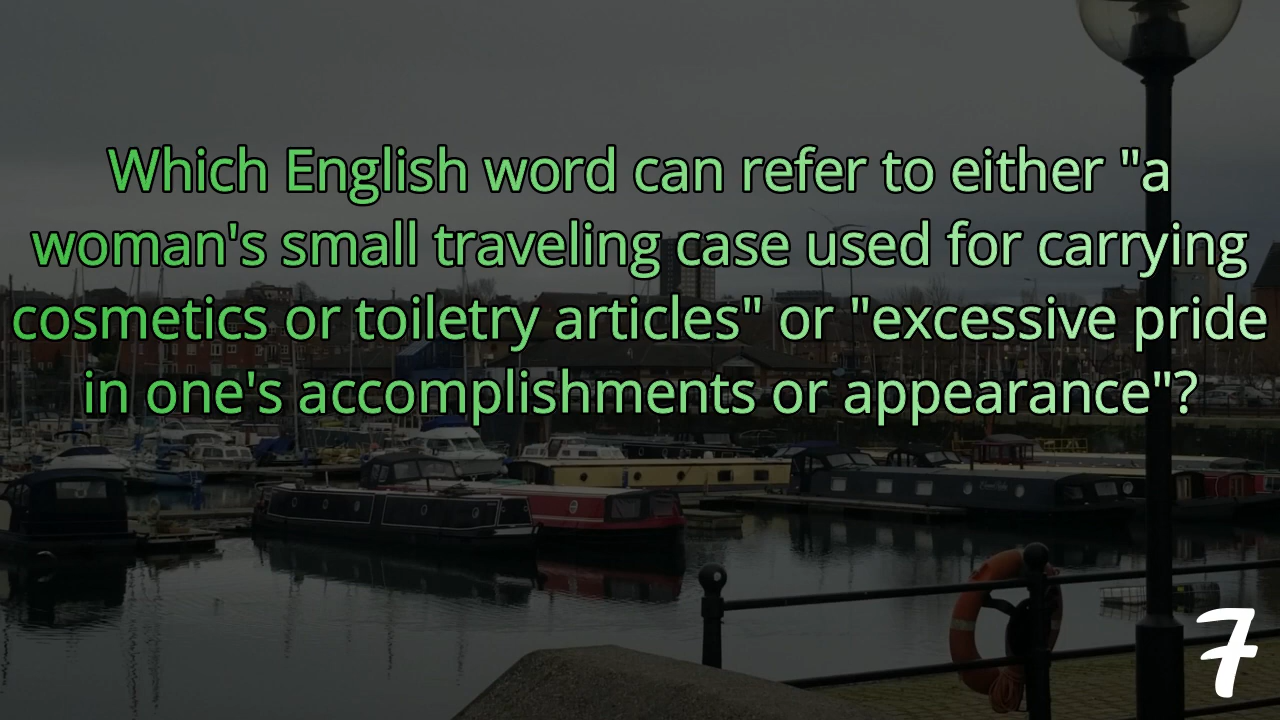 Which English word can refer to either "a
woman's small traveling case used for carrying
cosmetics or toiletry articles" or "excessive pride
in one's accomplishments or appearance"?
7